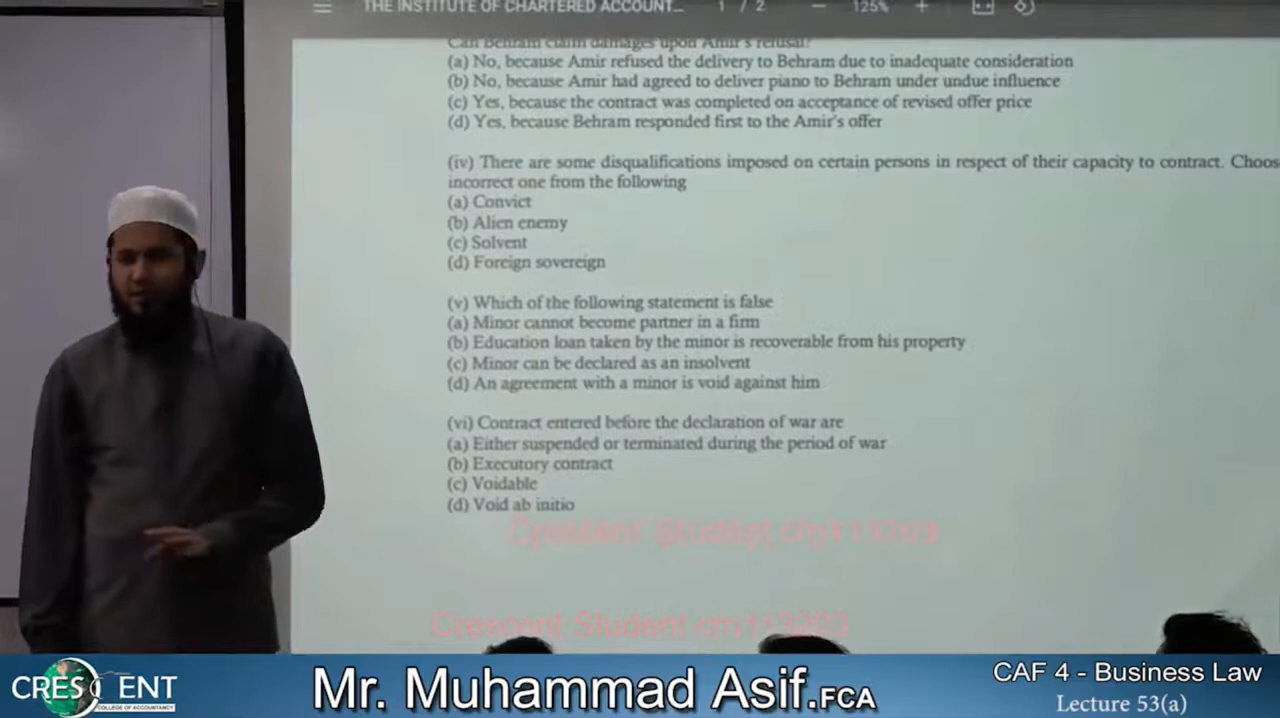 THE INSTITUTE OF CHARTERED ACCOUNT...
1 / 2
125%
Can Behram claim damages upon Amir's refusal?
(a) No, because Amir refused the delivery to Behram due to inadequate consideration
(b) No, because Amir had agreed to deliver piano to Behram under undue influence
(c) Yes, because the contract was completed on acceptance of revised offer price
(d) Yes, because Behram responded first to the Amir's offer
(iv) There are some disqualifications imposed on certain persons in respect of their capacity to contract. Choos
incorrect one from the following
(a) Convict
(b) Alien enemy
(c) Solvent
(d) Foreign sovereign
(v) Which of the following statement is false
(a) Minor cannot become partner in a firm
(b) Education loan taken by the minor is recoverable from his property
(c) Minor can be declared as an insolvent
(d) An agreement with a minor is void against him
(vi) Contract entered before the declaration of war are
(a) Either suspended or terminated during the period of war
(b) Executory contract
(c) Voidable
(d) Void ab initio
Crescent Student crn113203
Crescent Student crn113203
CRESCENT
COLLEGE OF ACCOUNTANCY
Mr. Muhammad Asif.FCA
CAF 4 - Business Law
Lecture 53(a)